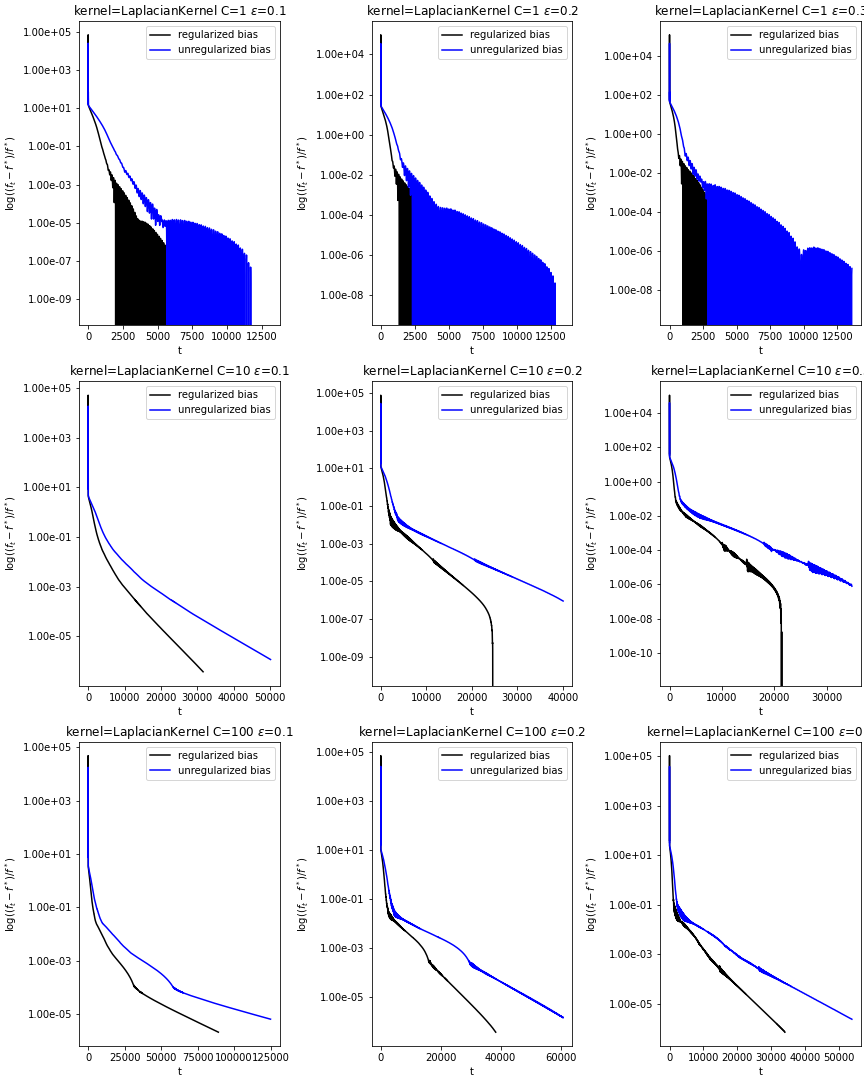 kernel=LaplacianKernel C=1 ε=0.1
log((f_t − f*)/f*)
1.00e+05
1.00e+03
1.00e+01
1.00e-01
1.00e-03
1.00e-05
1.00e-07
1.00e-09
regularized bias
unregularized bias
0 2500 5000 7500 10000 12500
t
kernel=LaplacianKernel C=1 ε=0.2
log((f_t − f*)/f*)
1.00e+04
1.00e+02
1.00e+00
1.00e-02
1.00e-04
1.00e-06
1.00e-08
regularized bias
unregularized bias
0 2500 5000 7500 10000 12500
t
kernel=LaplacianKernel C=1 ε=0.3
log((f_t − f*)/f*)
1.00e+04
1.00e+02
1.00e+00
1.00e-02
1.00e-04
1.00e-06
1.00e-08
regularized bias
unregularized bias
0 2500 5000 7500 10000 12500
t
kernel=LaplacianKernel C=10 ε=0.1
log((f_t − f*)/f*)
1.00e+05
1.00e+03
1.00e+01
1.00e-01
1.00e-03
1.00e-05
regularized bias
unregularized bias
0 10000 20000 30000 40000 50000
t
kernel=LaplacianKernel C=10 ε=0.2
log((f_t − f*)/f*)
1.00e+05
1.00e+03
1.00e+01
1.00e-01
1.00e-03
1.00e-05
1.00e-07
1.00e-09
regularized bias
unregularized bias
0 10000 20000 30000 40000
t
kernel=LaplacianKernel C=10 ε=0.
log((f_t − f*)/f*)
1.00e+04
1.00e+02
1.00e+00
1.00e-02
1.00e-04
1.00e-06
1.00e-08
1.00e-10
regularized bias
unregularized bias
0 10000 20000 30000
t
kernel=LaplacianKernel C=100 ε=0.1
log((f_t − f*)/f*)
1.00e+05
1.00e+03
1.00e+01
1.00e-01
1.00e-03
1.00e-05
regularized bias
unregularized bias
0 25000 50000 75000 100000 125000
t
kernel=LaplacianKernel C=100 ε=0.2
log((f_t − f*)/f*)
1.00e+05
1.00e+03
1.00e+01
1.00e-01
1.00e-03
1.00e-05
regularized bias
unregularized bias
0 20000 40000 60000
t
kernel=LaplacianKernel C=100 ε=0
log((f_t − f*)/f*)
1.00e+05
1.00e+03
1.00e+01
1.00e-01
1.00e-03
1.00e-05
regularized bias
unregularized bias
0 10000 20000 30000 40000 50000
t